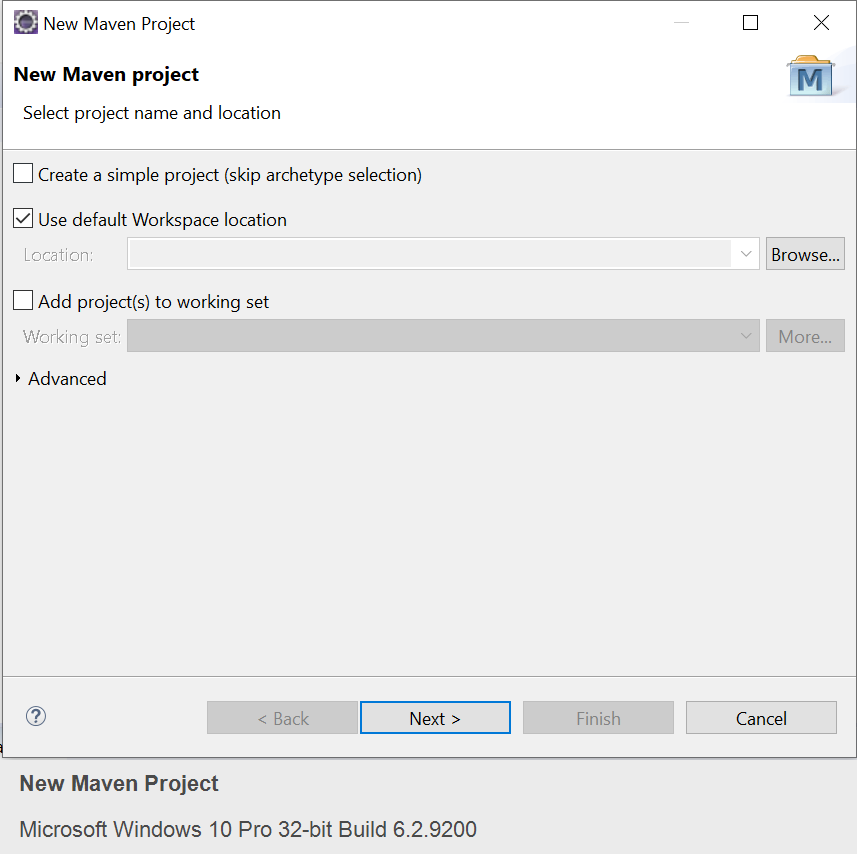 New Maven Project
New Maven project
M
Select project name and location
Create a simple project (skip archetype selection)
Use default Workspace location
Location:
Browse...
Add project(s) to working set
Working set:
More...
Advanced
?
< Back
Next >
Finish
Cancel
New Maven Project
Microsoft Windows 10 Pro 32-bit Build 6.2.9200